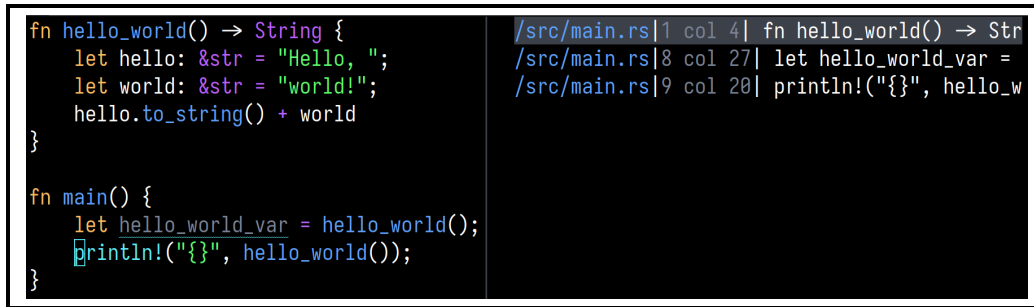 fn hello_world() → String {
    let hello: &str = "Hello, ";
    let world: &str = "world!";
    hello.to_string() + world
}
fn main() {
    let hello_world_var = hello_world();
    println!("{}", hello_world());
}
/src/main.rs|1 col 4| fn hello_world() → Str
/src/main.rs|8 col 27| let hello_world_var =
/src/main.rs|9 col 20| println!("{}", hello_w